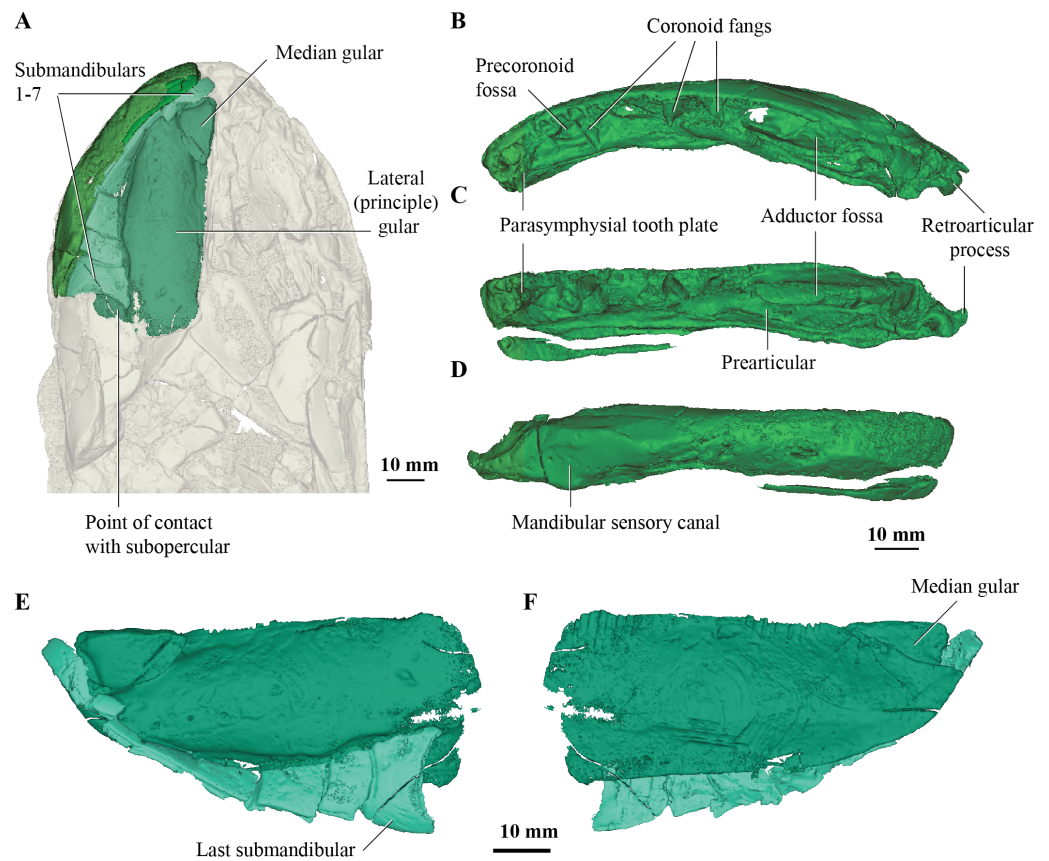 A
Median gular
Submandibulars
1-7
Lateral
(principle)
gular
10 mm
Point of contact
with subopercular
B
Coronoid fangs
Precoronoid
fossa
C
Parasymphysial tooth plate
Adductor fossa
Retroarticular
process
Prearticular
D
Mandibular sensory canal
10 mm
E
Last submandibular
10 mm
F
Median gular